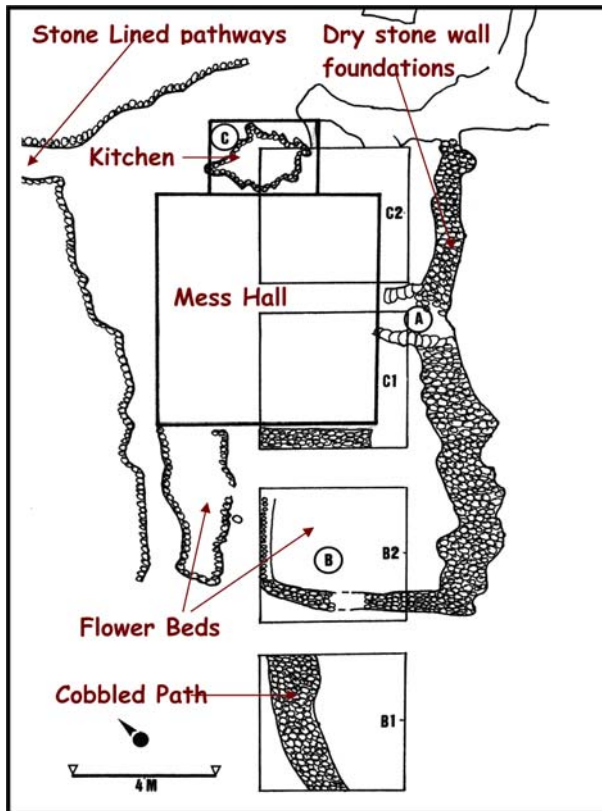 Stone Lined pathways
Dry stone wall
foundations
C
Kitchen
C2
Mess Hall
A
C1
B
B2
Flower Beds
Cobbled Path
B1
4 M